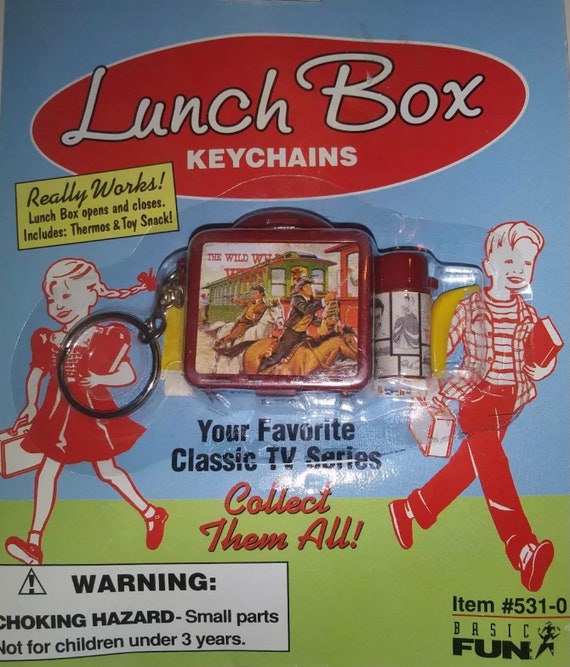 Lunch Box
KEYCHAINS
Really Works!
Lunch Box opens and closes.
Includes: Thermos & Toy Snack!
THE WILD WILD
WEST
Your Favorite
Classic TV Series
Collect
Them All!
WARNING:
CHOKING HAZARD - Small parts
Not for children under 3 years.
Item #531-0
BASIC
FUN